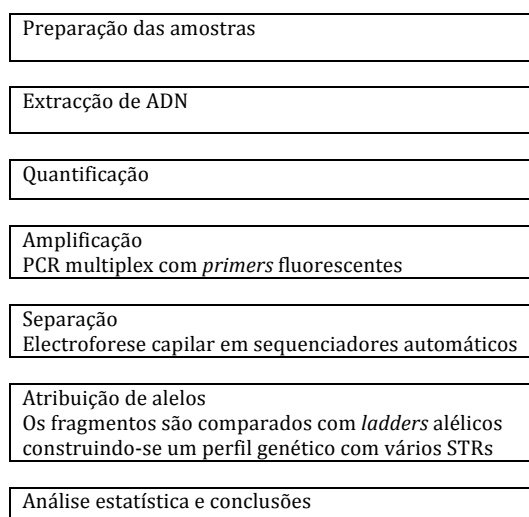 Preparação das amostras
Extracção de ADN
Quantificação
Amplificação
PCR multiplex com primers fluorescentes
Separação
Electroforese capilar em sequenciadores automáticos
Atribuição de alelos
Os fragmentos são comparados com ladders alélicos
construindo-se um perfil genético com vários STRs
Análise estatística e conclusões